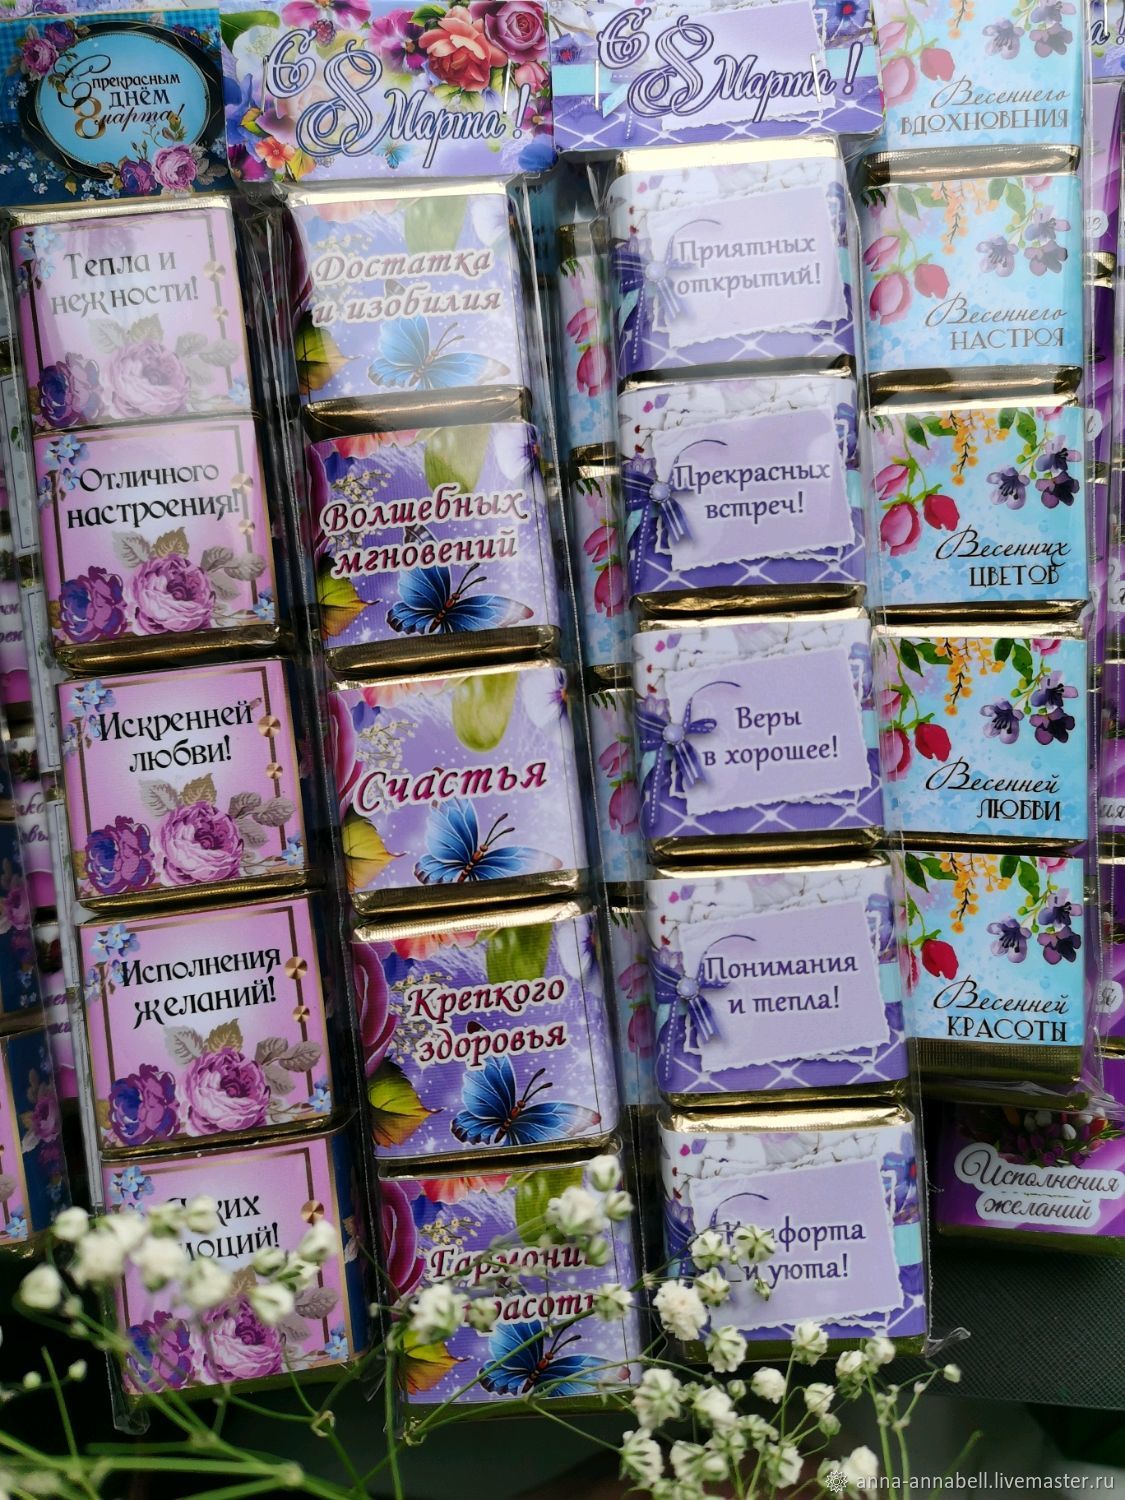 С прекрасным
днём
8 марта!
Тепла и
нежности!
Отличного
настроения!
Искренней
любви!
Исполнения
желаний!
С 8 Марта!
Достатка
и изобилия
Волшебных
мгновений
Счастья
Крепкого
здоровья
С 8 Марта!
Приятных
открытий!
Прекрасных
встреч!
Веры
в хорошее!
Понимания
и тепла!
и уюта!
Весеннего
ВДОХНОВЕНИЯ
Весеннего
НАСТРОЯ
Весенних
ЦВЕТОВ
Весенней
ЛЮБВИ
Весенней
КРАСОТЫ
Исполнения
желаний
anna-annabell.livemaster.ru